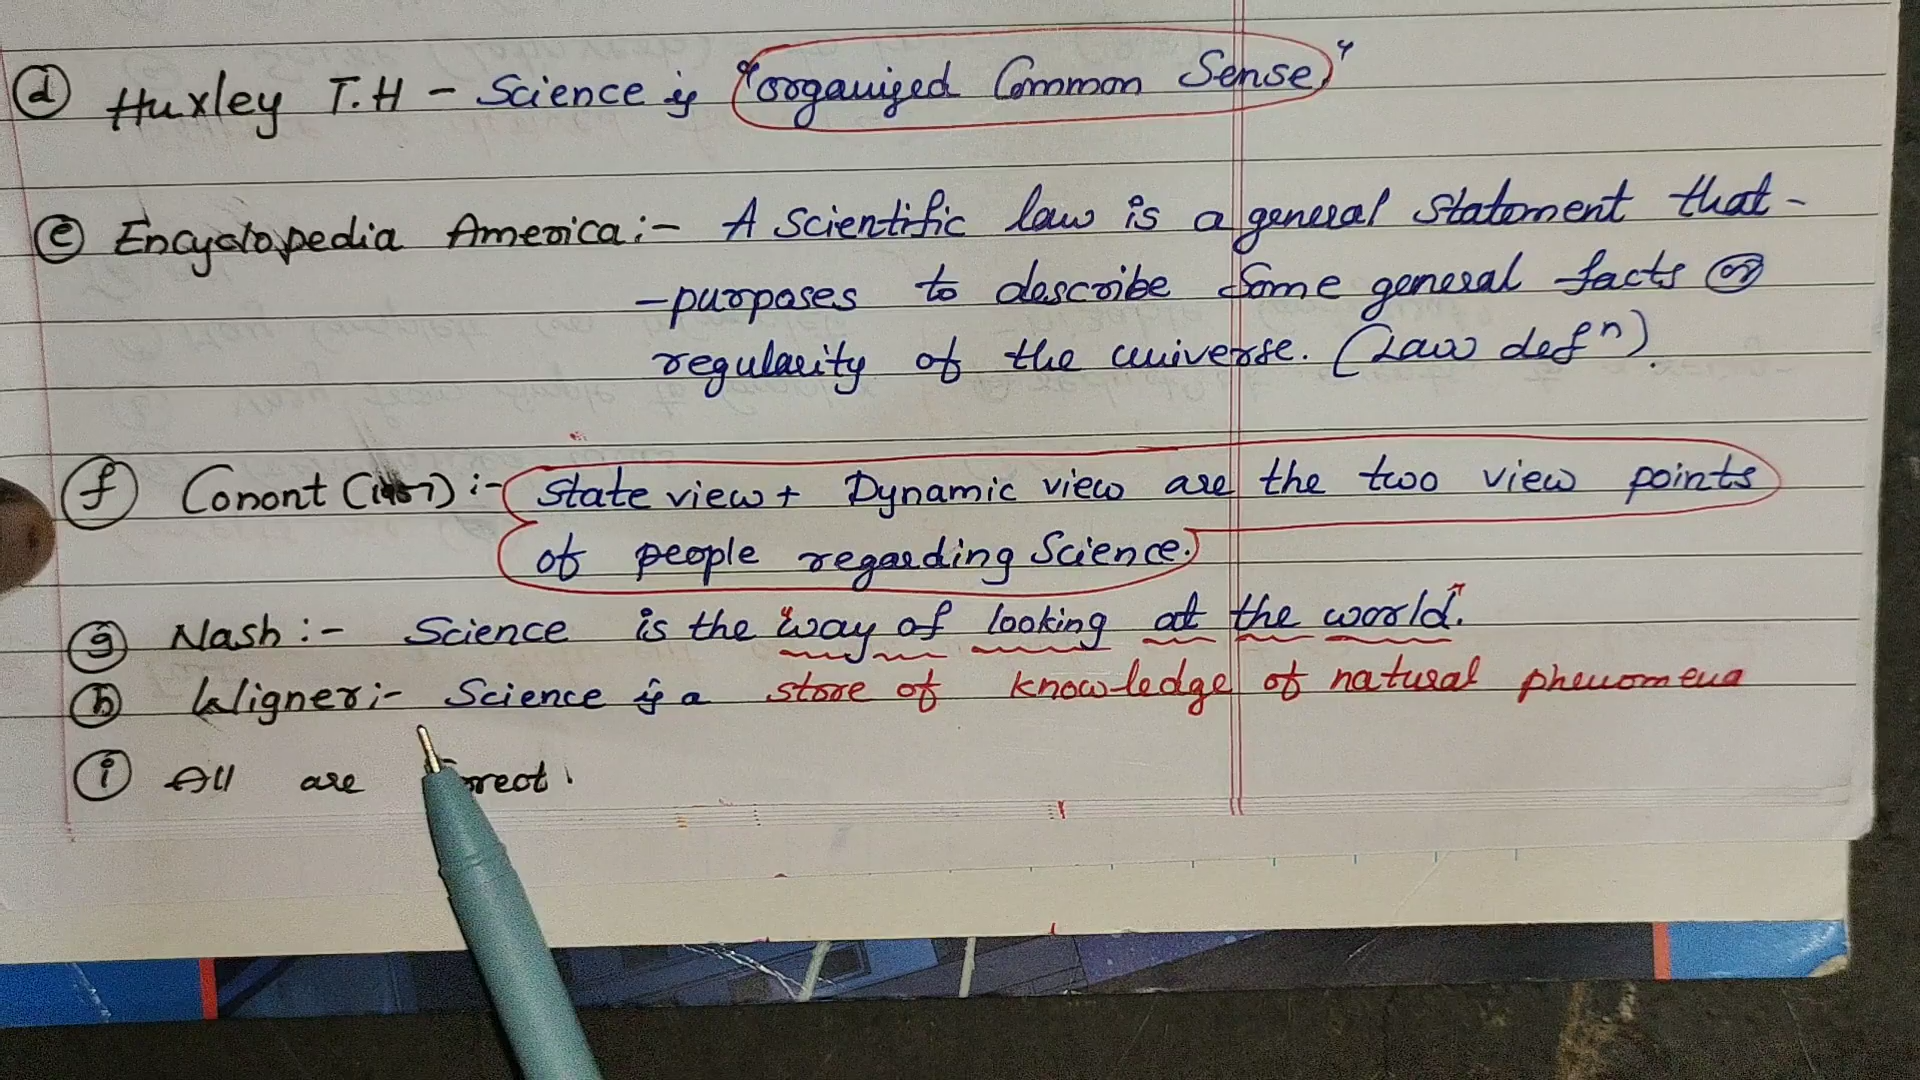 d Huxley T.H - Science is "organized Common Sense"
e Encyclopedia America:- A Scientific law is a general statement that -
- purposes to describe some general facts or
regularity of the universe. (Law defn).
f Conont :- State view + Dynamic view are the two view points
of people regarding Science.
g Nash:- Science is the "way of looking at the world."
h Wigner:- Science is a store of knowledge of natural phenomena
i All are